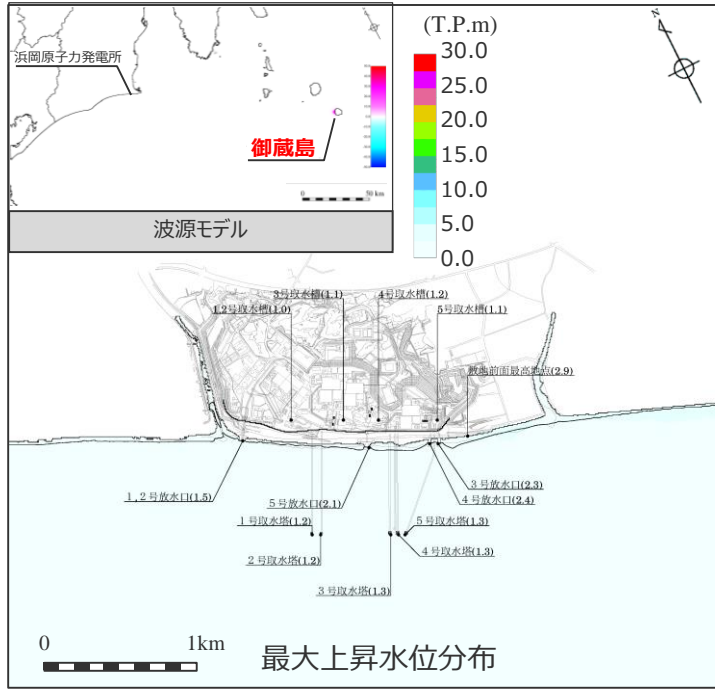 浜岡原子力発電所
御蔵島
0 50 km
波源モデル
(T.P.m)
30.0
25.0
20.0
15.0
10.0
5.0
0.0
N
3号取水槽(1.1)
4号取水槽(1.2)
1,2号取水槽(1.0)
5号取水槽(1.1)
敷地前面最高地点(2.9)
1,2号放水口(1.5)
5号放水口(2.1)
3号放水口(2.3)
4号放水口(2.4)
1号取水塔(1.2)
5号取水塔(1.3)
2号取水塔(1.2)
4号取水塔(1.3)
3号取水塔(1.3)
0 1km
最大上昇水位分布